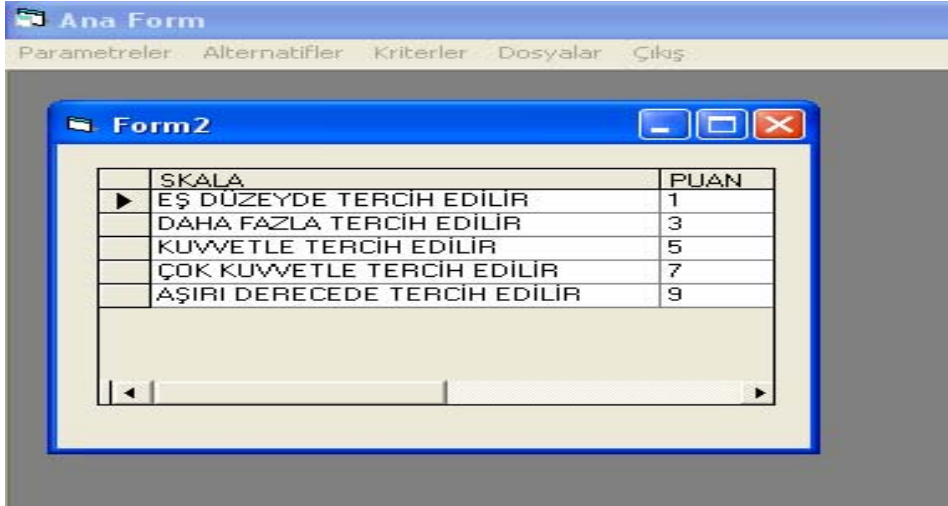 Ana Form
Parametreler Alternatifler Kriterler Dosyalar Çıkış
Form2
SKALA PUAN
EŞ DÜZEYDE TERCİH EDİLİR 1
DAHA FAZLA TERCİH EDİLİR 3
KUVVETLE TERCİH EDİLİR 5
ÇOK KUVVETLE TERCİH EDİLİR 7
AŞIRI DERECEDE TERCİH EDİLİR 9